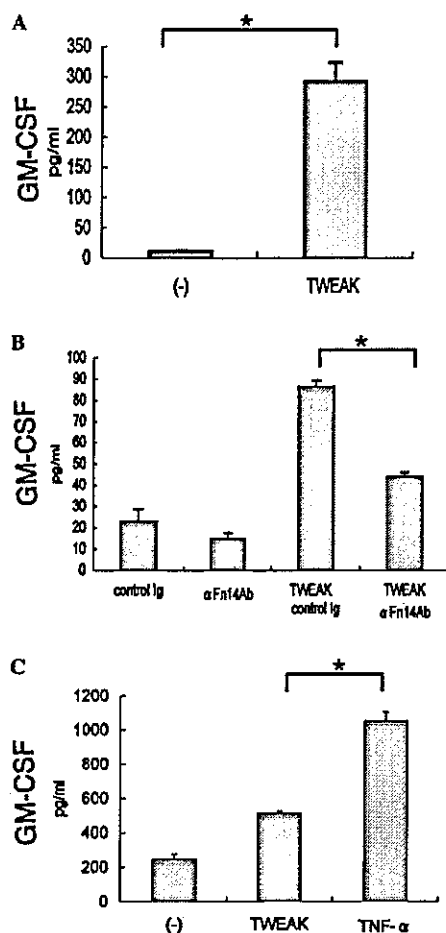 A
*
350
300
250
200
150
100
50
0
GM-CSF
pg/ml
(-)
TWEAK
B
*
100
90
80
70
60
50
40
30
20
10
0
GM-CSF
pg/ml
control Ig
αFn14Ab
TWEAK
control Ig
TWEAK
αFn14Ab
C
*
1200
1000
800
600
400
200
0
GM-CSF
pg/ml
(-)
TWEAK
TNF-α